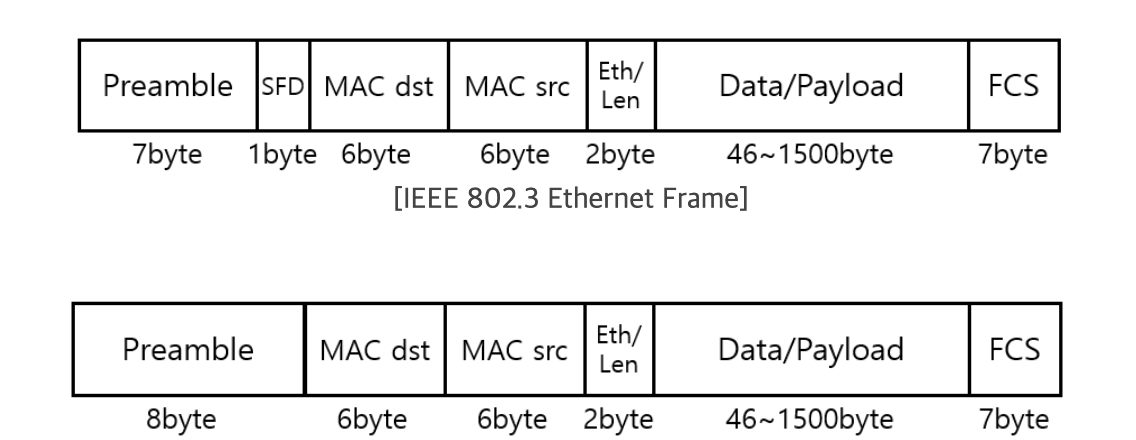 Preamble SFD MAC dst MAC src Eth/
Len Data/Payload FCS
7byte 1byte 6byte 6byte 2byte 46~1500byte 7byte
[IEEE 802.3 Ethernet Frame]
Preamble MAC dst MAC src Eth/
Len Data/Payload FCS
8byte 6byte 6byte 2byte 46~1500byte 7byte